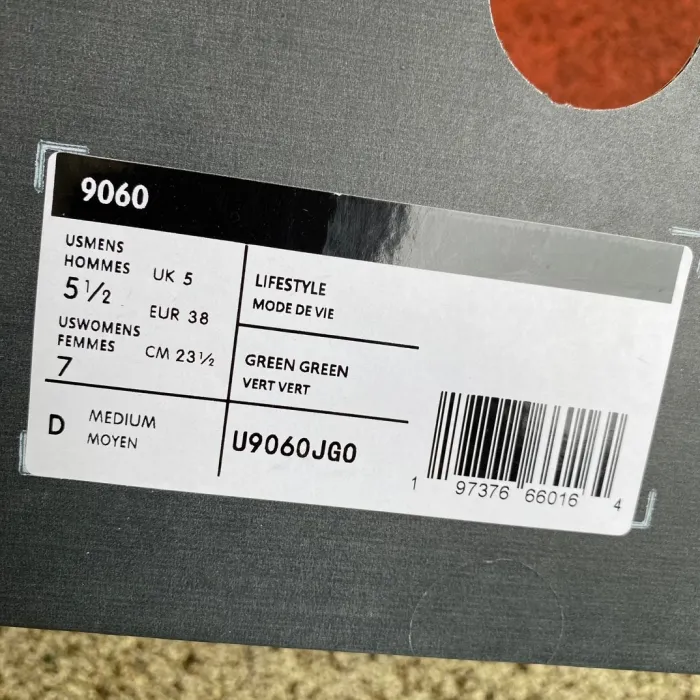 9060
USMENS
HOMMES
5 1/2
UK 5
EUR 38
USWOMENS
FEMMES
7
CM 23 1/2
LIFESTYLE
MODE DE VIE
GREEN GREEN
VERT VERT
D
MEDIUM
MOYEN
U9060JGO
1 97376 66016 4